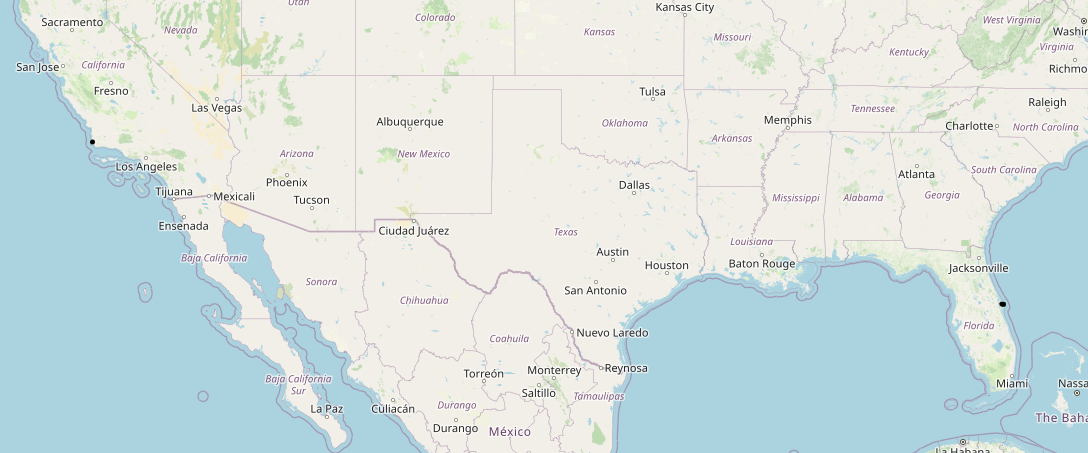 Utah
Colorado
Kansas City
Sacramento
Nevada
Kansas
Missouri
West Virginia
Washin
Virginia
Kentucky
San Jose
California
Richmo
Fresno
Tulsa
Las Vegas
Tennessee
Raleigh
Albuquerque
Oklahoma
Memphis
Charlotte
North Carolina
Arkansas
Los Angeles
Arizona
New Mexico
Atlanta
South Carolina
Phoenix
Dallas
Tijuana
Mexicali
Tucson
Mississippi
Alabama
Georgia
Ensenada
Ciudad Juárez
Texas
Louisiana
Austin
Baja California
Houston
Baton Rouge
Jacksonville
Sonora
San Antonio
Chihuahua
Florida
Nuevo Laredo
Coahuila
Reynosa
Monterrey
Torreón
Baja California
Sur
Saltillo
Tamaulipas
Miami
Nassa
La Paz
Culiacán
Durango
The Baha
Durango
México
La Habana